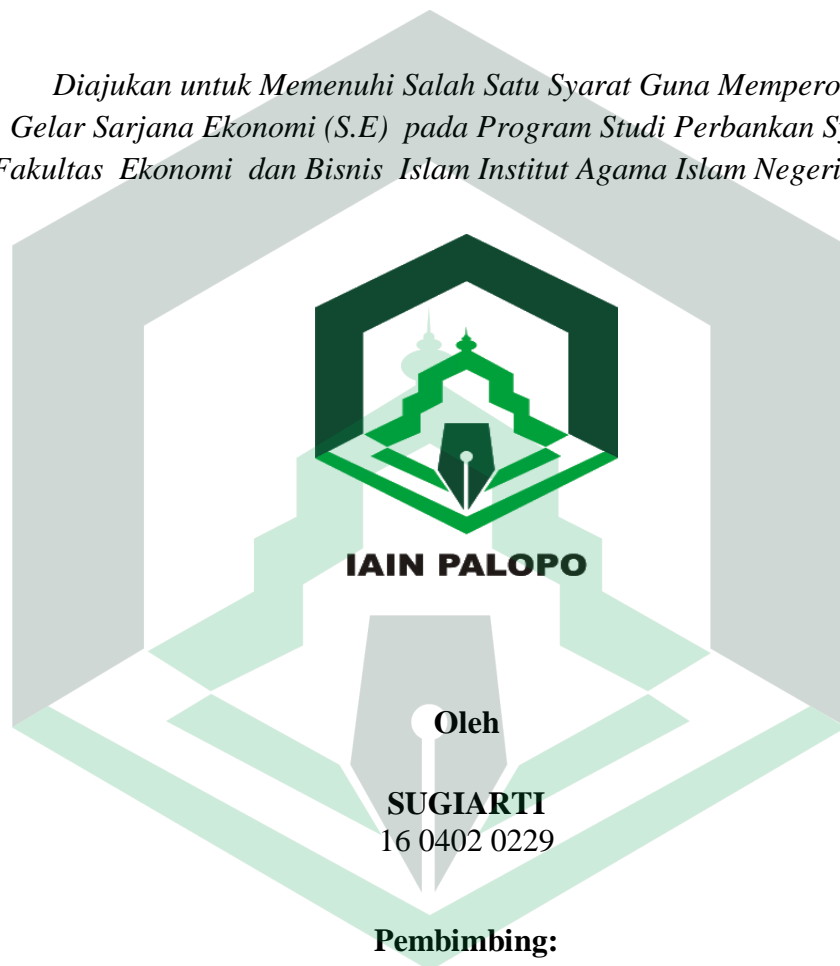 Diajukan untuk Memenuhi Salah Satu Syarat Guna Mempero
Gelar Sarjana Ekonomi (S.E) pada Program Studi Perbankan Sy
Fakultas Ekonomi dan Bisnis Islam Institut Agama Islam Negeri
IAIN PALOPO
Oleh
SUGIARTI
16 0402 0229
Pembimbing: